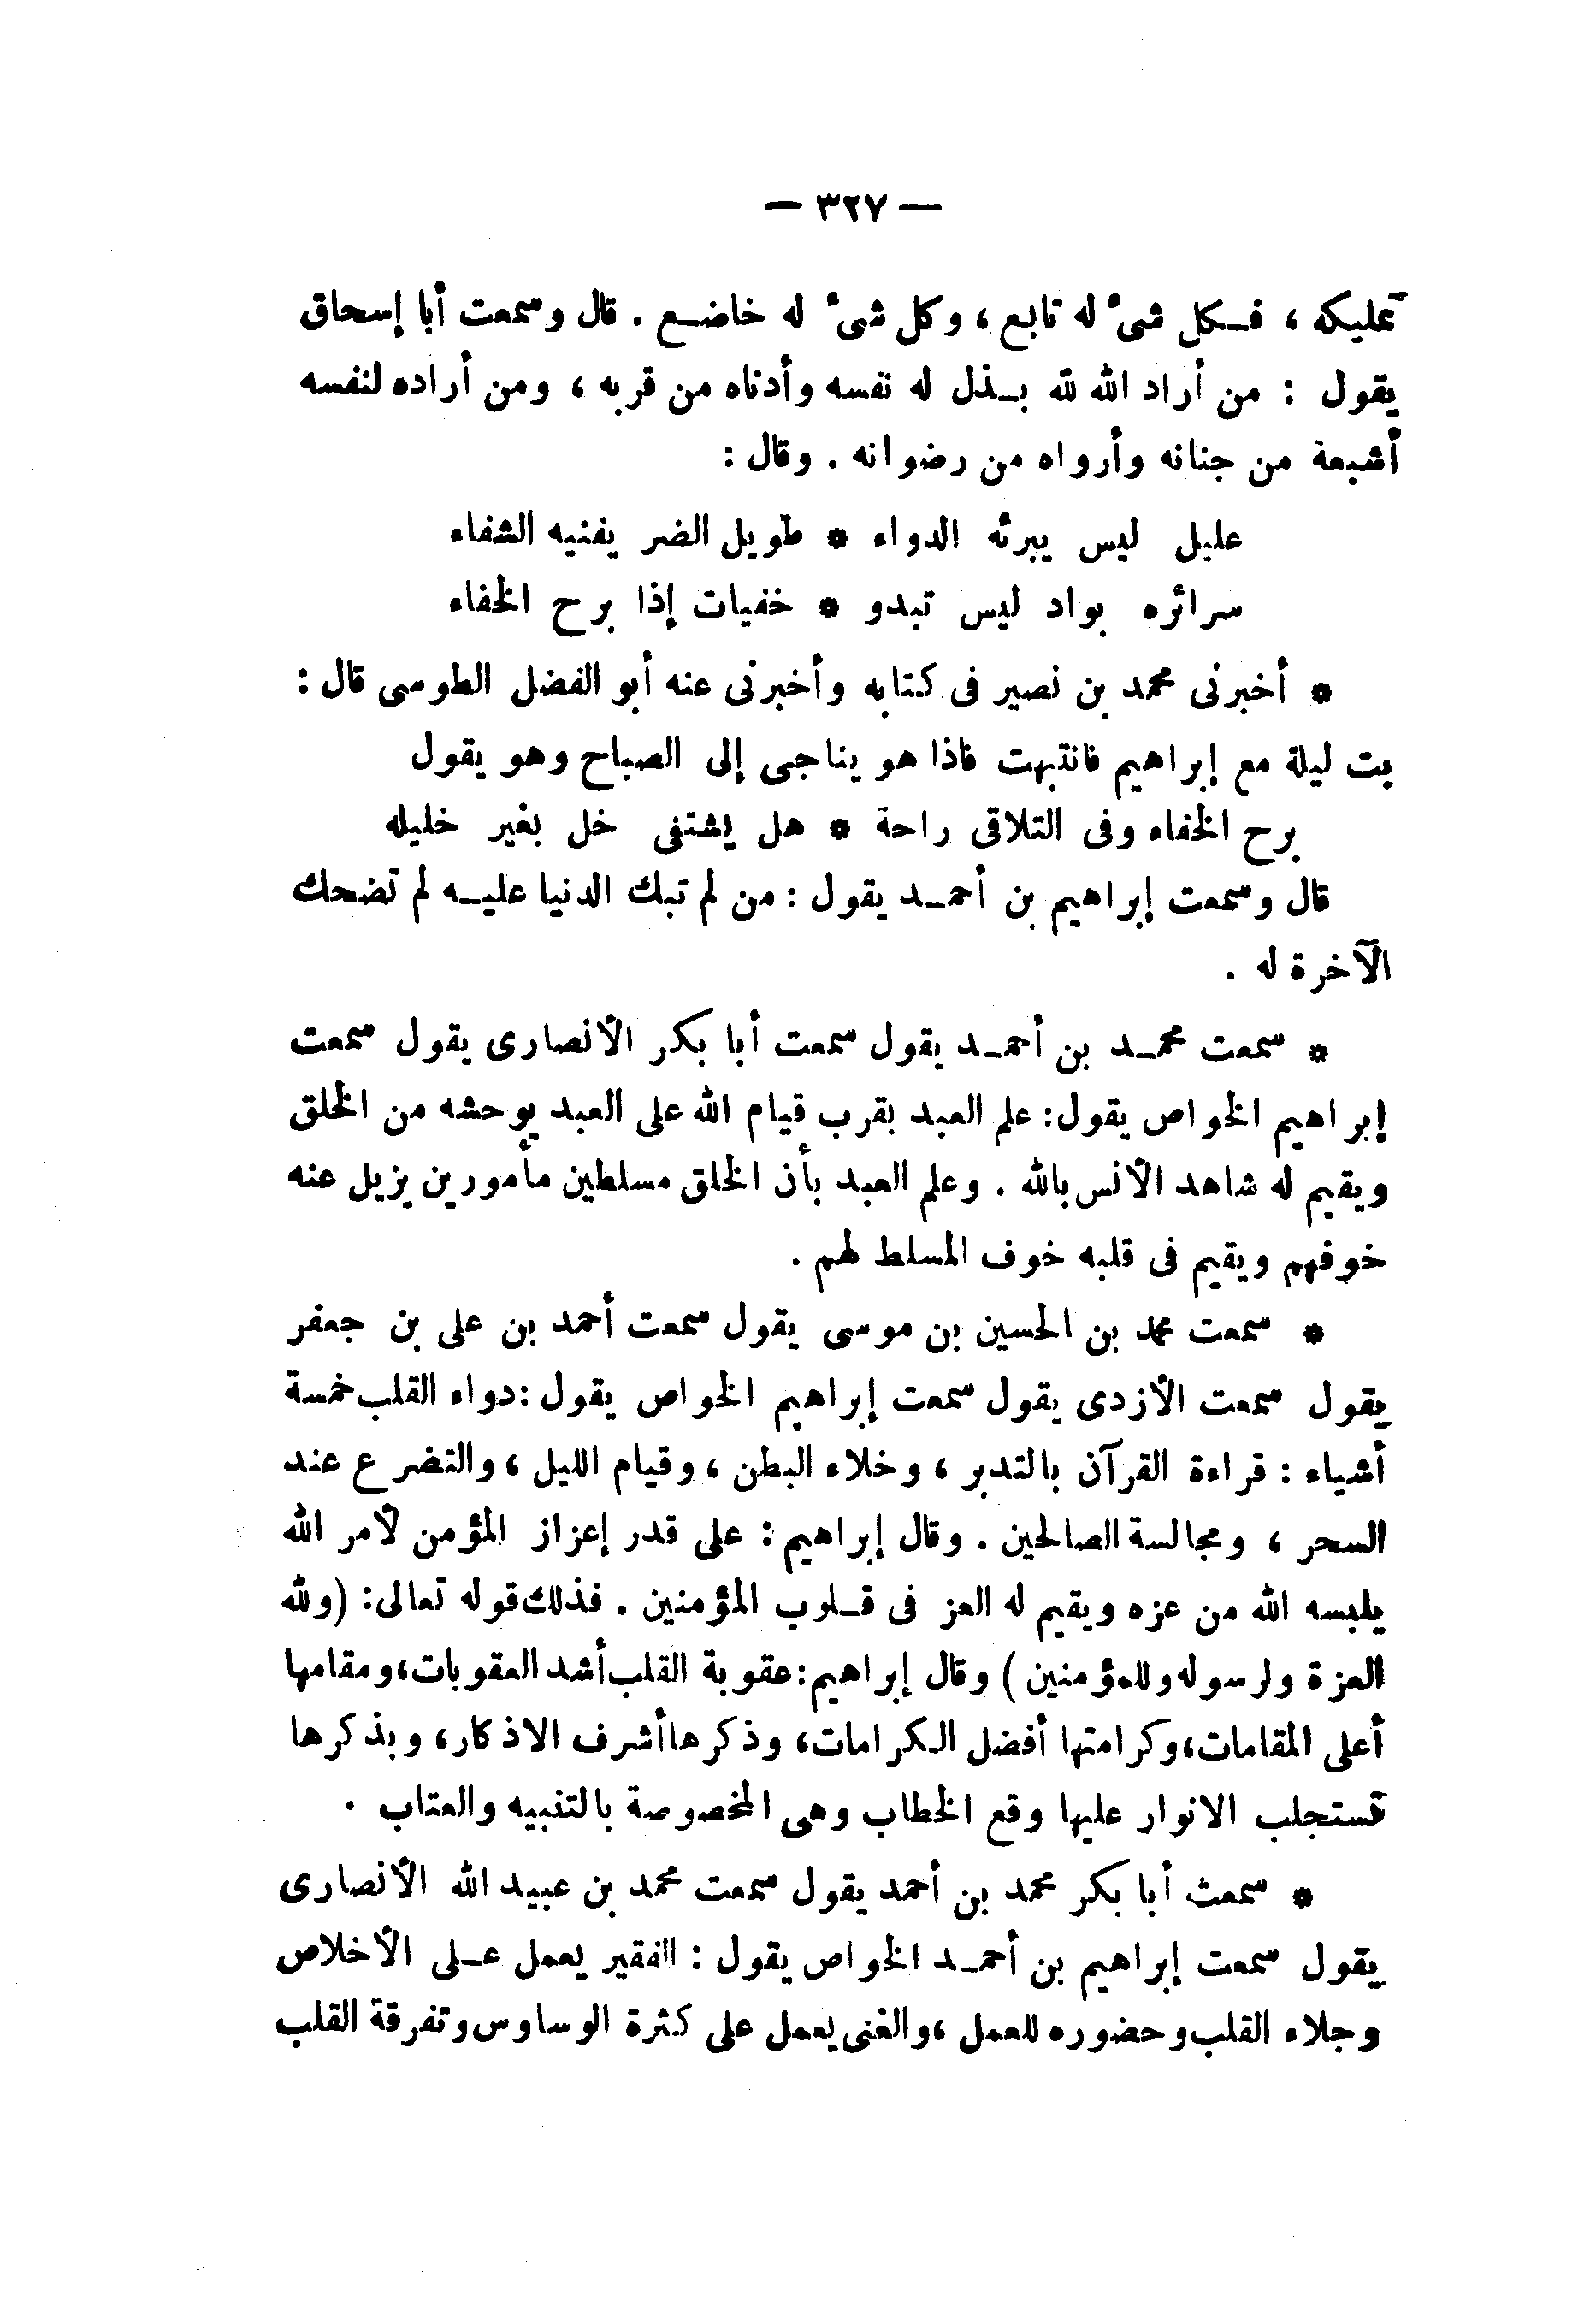 — ٣٢٧ —
تمليكه ، فـكل شىء له تابع ، وكل شىء له خاضـع . قال وسمعت أبا إسحاق
يقول : من أراد الله لله بـذل له نفسه وأدناه من قربه ، ومن أراده لنفسه
أشبعة من جنانه وأرواه من رضوانه . وقال :
عليل ليس يبرئه الدواء * طويل الضر يفنيه الشفاء
سرائره بواد ليس تبدو * خفيات إذا برح الخفاء
* أخبرنى محمد بن نصير فى كتابه وأخبرنى عنه أبو الفضل الطوسى قال :
بت ليلة مع إبراهيم فانتبهت فاذا هو يناجى إلى الصباح وهو يقول
برح الخفاء وفى التلاقى راحة * هل يشتفى خل بغير خليله
قال وسمعت إبراهيم بن أحمـد يقول : من لم تبك الدنيا عليـه لم تضحك
الآخرة له .
* سمعت محمـد بن أحمـد يقول سمعت أبا بكر الأنصارى يقول سمعت
إبراهيم الخواص يقول : علم العبد بقرب قيام الله على العبد يوحشه من الخلق
ويقيم له شاهد الأنس بالله . وعلم العبد بأن الخلق مسلطين مأمورين يزيل عنه
خوفهم ويقيم فى قلبه خوف المسلط لهم .
* سمعت محمد بن الحسين بن موسى يقول سمعت أحمد بن على بن جعفر
يقول سمعت الأزدى يقول سمعت إبراهيم الخواص يقول : دواء القلب خمسة
أشياء : قراءة القرآن بالتدبر ، وخلاء البطن ، وقيام الليل ، والتضرع عند
السحر ، ومجالسة الصالحين . وقال إبراهيم : على قدر إعزاز المؤمن لأمر الله
يلبسه الله من عزه ويقيم له العز فى قـلوب المؤمنين . فذلك قوله تعالى : (ولله
العزة ولرسوله وللمؤمنين ) وقال إبراهيم : عقوبة القلب أشد العقوبات ، ومقامها
أعلى المقامات ، وكرامتها أفضل الكرامات ، وذكرها أشرف الاذكار ، وبذكرها
تستجلب الانوار عليها وقع الخطاب وهى المخصوصة بالتنبيه والعتاب .
* سمعت أبا بكر محمد بن أحمد يقول سمعت محمد بن عبيد الله الأنصارى
يقول سمعت إبراهيم بن أحمـد الخواص يقول : الفقير يعمل عـلى الأخلاص
وجلاء القلب وحضوره للعمل ، والغنى يعمل على كثرة الوساوس وتفرقة القلب